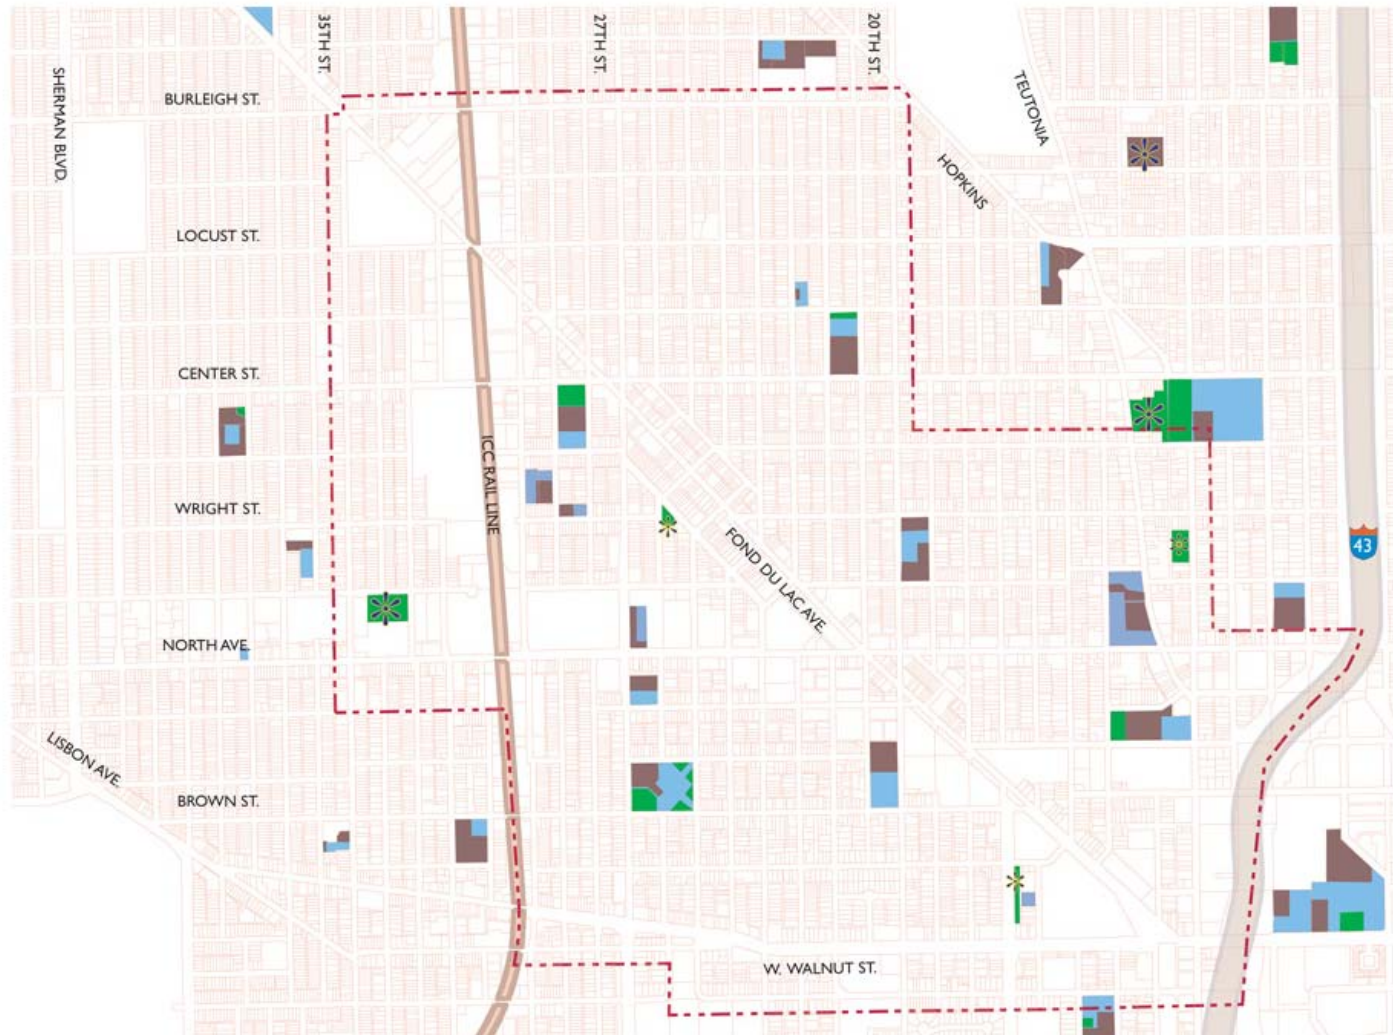 35TH ST.
27TH ST.
20TH ST.
SHERMAN BLVD.
TEUTONIA
BURLEIGH ST.
HOPKINS
LOCUST ST.
CENTER ST.
ICC RAIL LINE
WRIGHT ST.
FOND DU LAC AVE.
43
NORTH AVE.
LISBON AVE.
BROWN ST.
W. WALNUT ST.